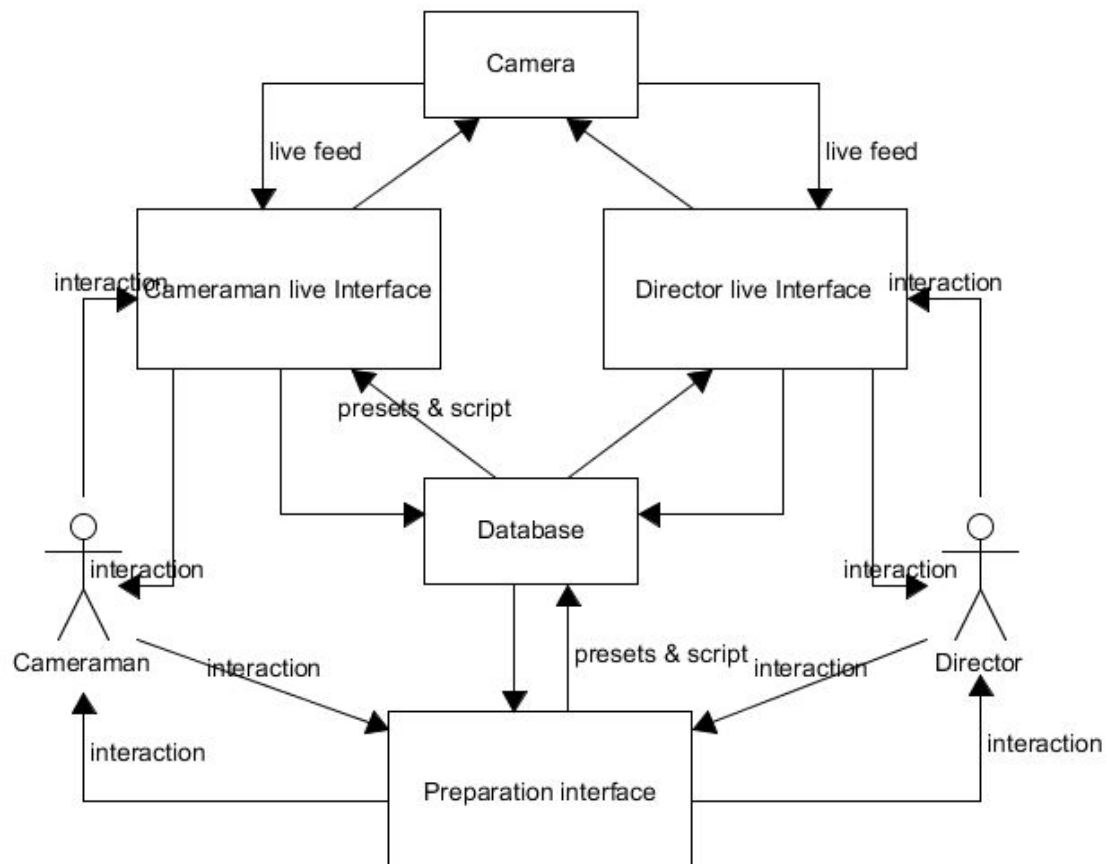 Camera
live feed
live feed
interaction
Cameraman live Interface
Director live Interface
interaction
presets & script
Database
interaction
interaction
Cameraman
interaction
presets & script
interaction
Director
interaction
interaction
Preparation interface